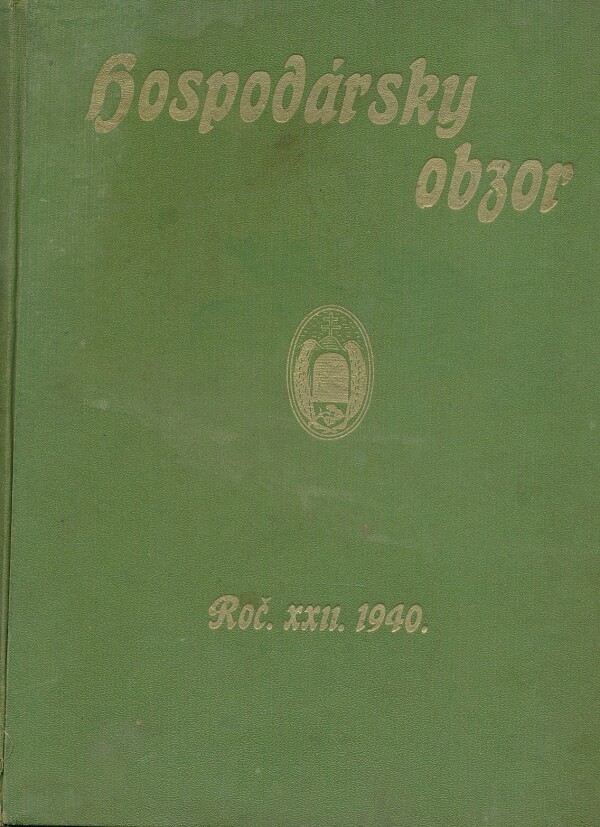 Hospodársky
obzor
Roč. XXII. 1940.